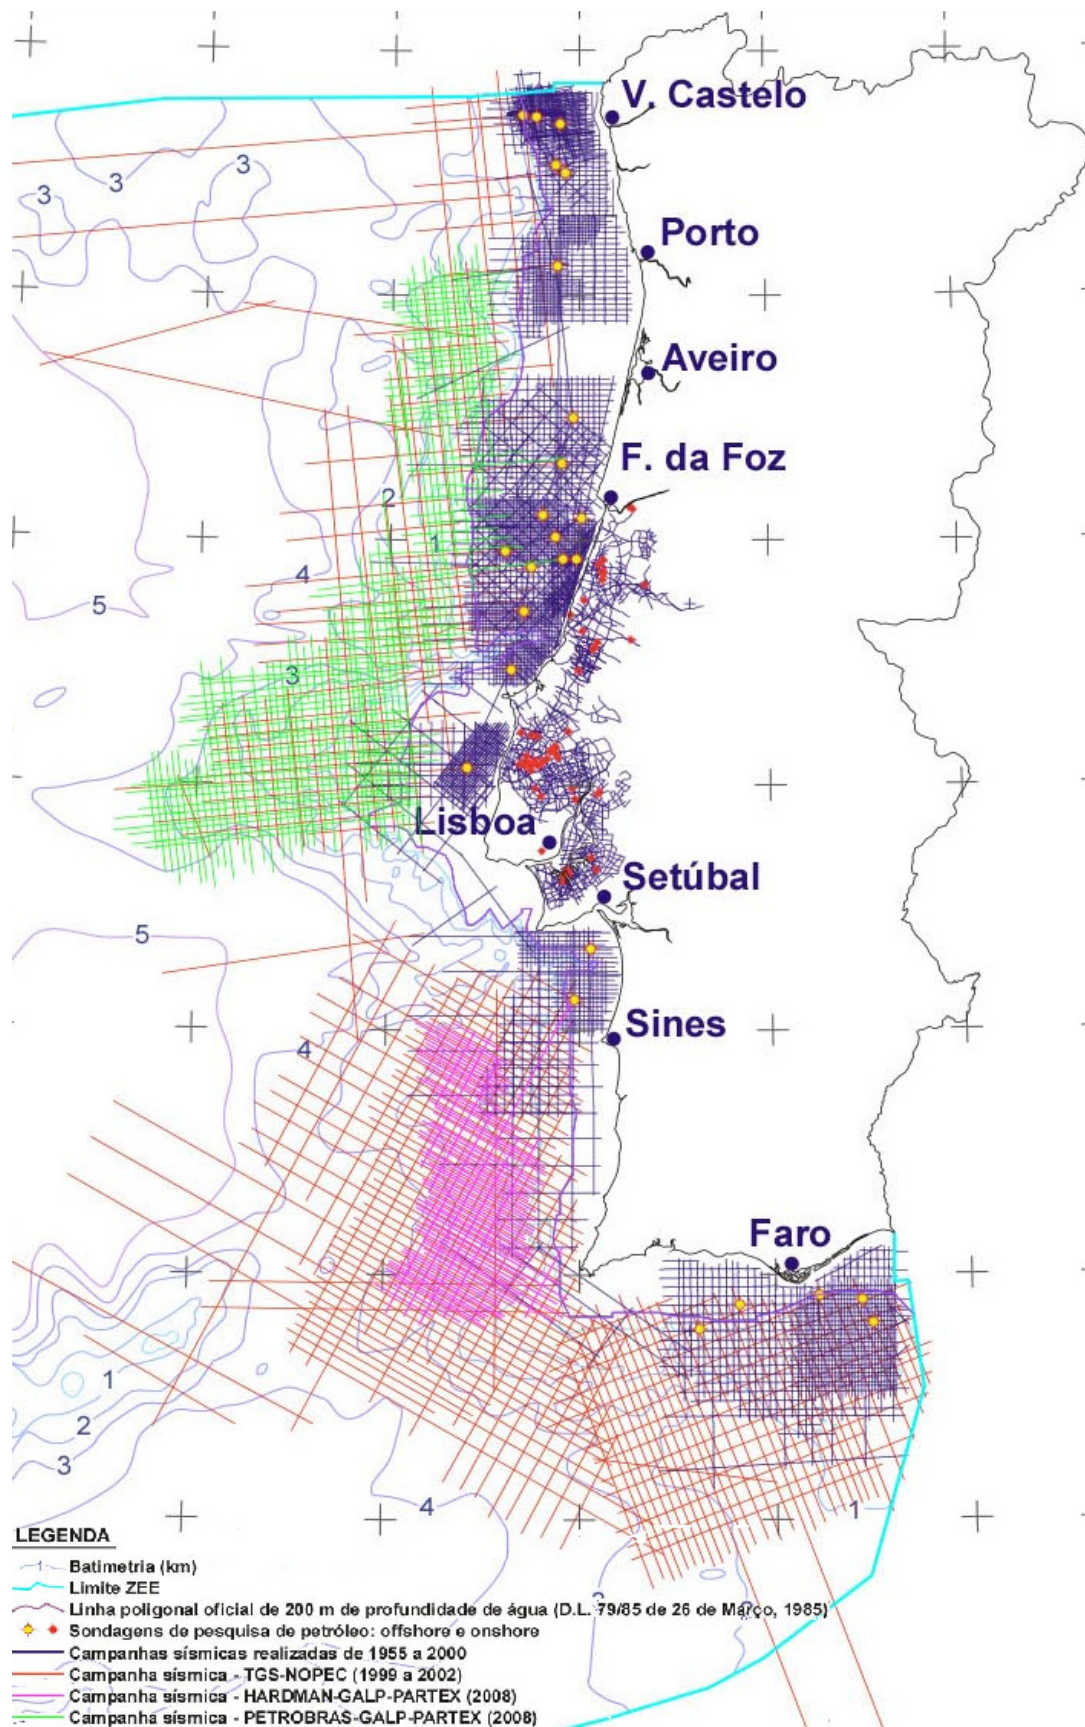 V. Castelo
3
3
3
Porto
Aveiro
F. da Foz
2
1
4
5
3
Lisboa
Setúbal
5
Sines
4
Faro
1
2
3
4
1
LEGENDA
1 Batimetria (km)
Limite ZEE
Linha poligonal oficial de 200 m de profundidade de água (D.L. 79/85 de 26 de Março, 1985)
Sondagens de pesquisa de petróleo: offshore e onshore
Campanhas sísmicas realizadas de 1955 a 2000
Campanha sísmica - TGS-NOPEC (1999 a 2002)
Campanha sísmica - HARDMAN-GALP-PARTEX (2008)
Campanha sísmica - PETROBRAS-GALP-PARTEX (2008)